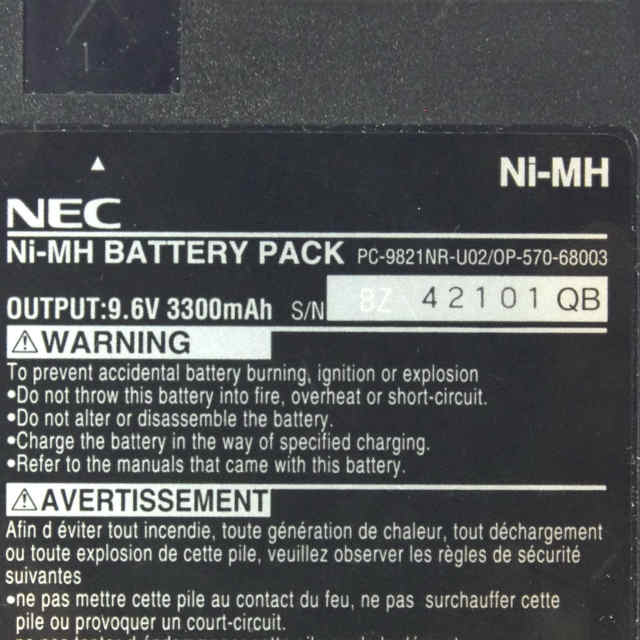 Ni-MH
NEC
Ni-MH BATTERY PACK PC-9821NR-U02/OP-570-68003
OUTPUT:9.6V 3300mAh S/N 8Z 42101 QB
⚠WARNING
To prevent accidental battery burning, ignition or explosion
•Do not throw this battery into fire, overheat or short-circuit.
•Do not alter or disassemble the battery.
•Charge the battery in the way of specified charging.
•Refer to the manuals that came with this battery.
⚠AVERTISSEMENT
Afin d éviter tout incendie, toute génération de chaleur, tout déchargement
ou toute explosion de cette pile, veuillez observer les règles de sécurité
suivantes
•ne pas mettre cette pile au contact du feu, ne pas surchauffer cette
pile ou provoquer un court-circuit.